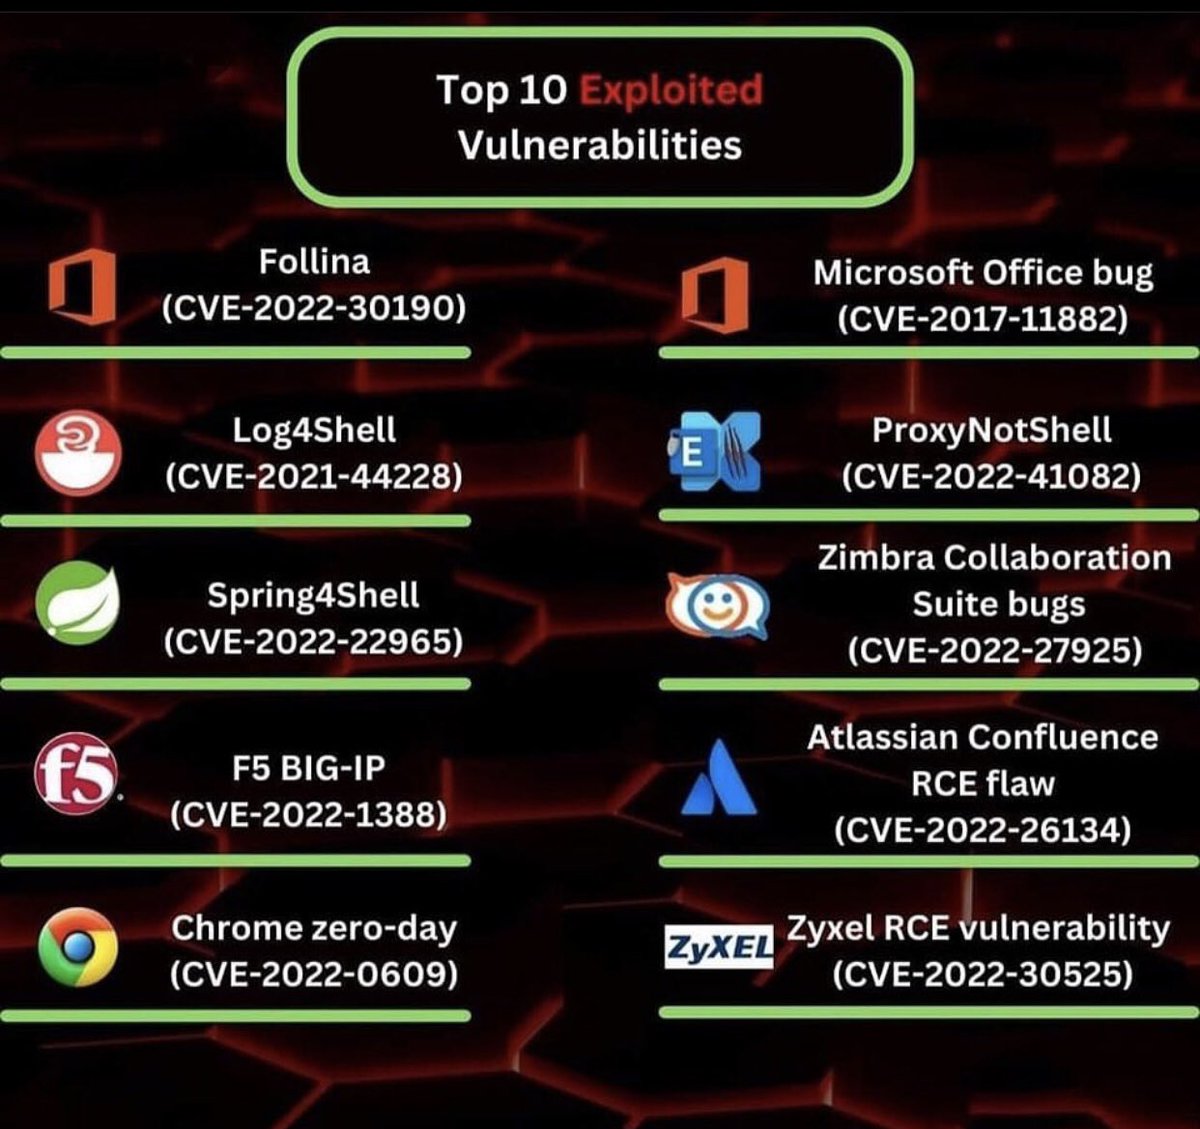 Top 10 Exploited
Vulnerabilities
Follina
(CVE-2022-30190)
Microsoft Office bug
(CVE-2017-11882)
Log4Shell
(CVE-2021-44228)
E
ProxyNotShell
(CVE-2022-41082)
Spring4Shell
(CVE-2022-22965)
Zimbra Collaboration
Suite bugs
(CVE-2022-27925)
f5
F5 BIG-IP
(CVE-2022-1388)
Atlassian Confluence
RCE flaw
(CVE-2022-26134)
Chrome zero-day
(CVE-2022-0609)
ZyXEL
Zyxel RCE vulnerability
(CVE-2022-30525)